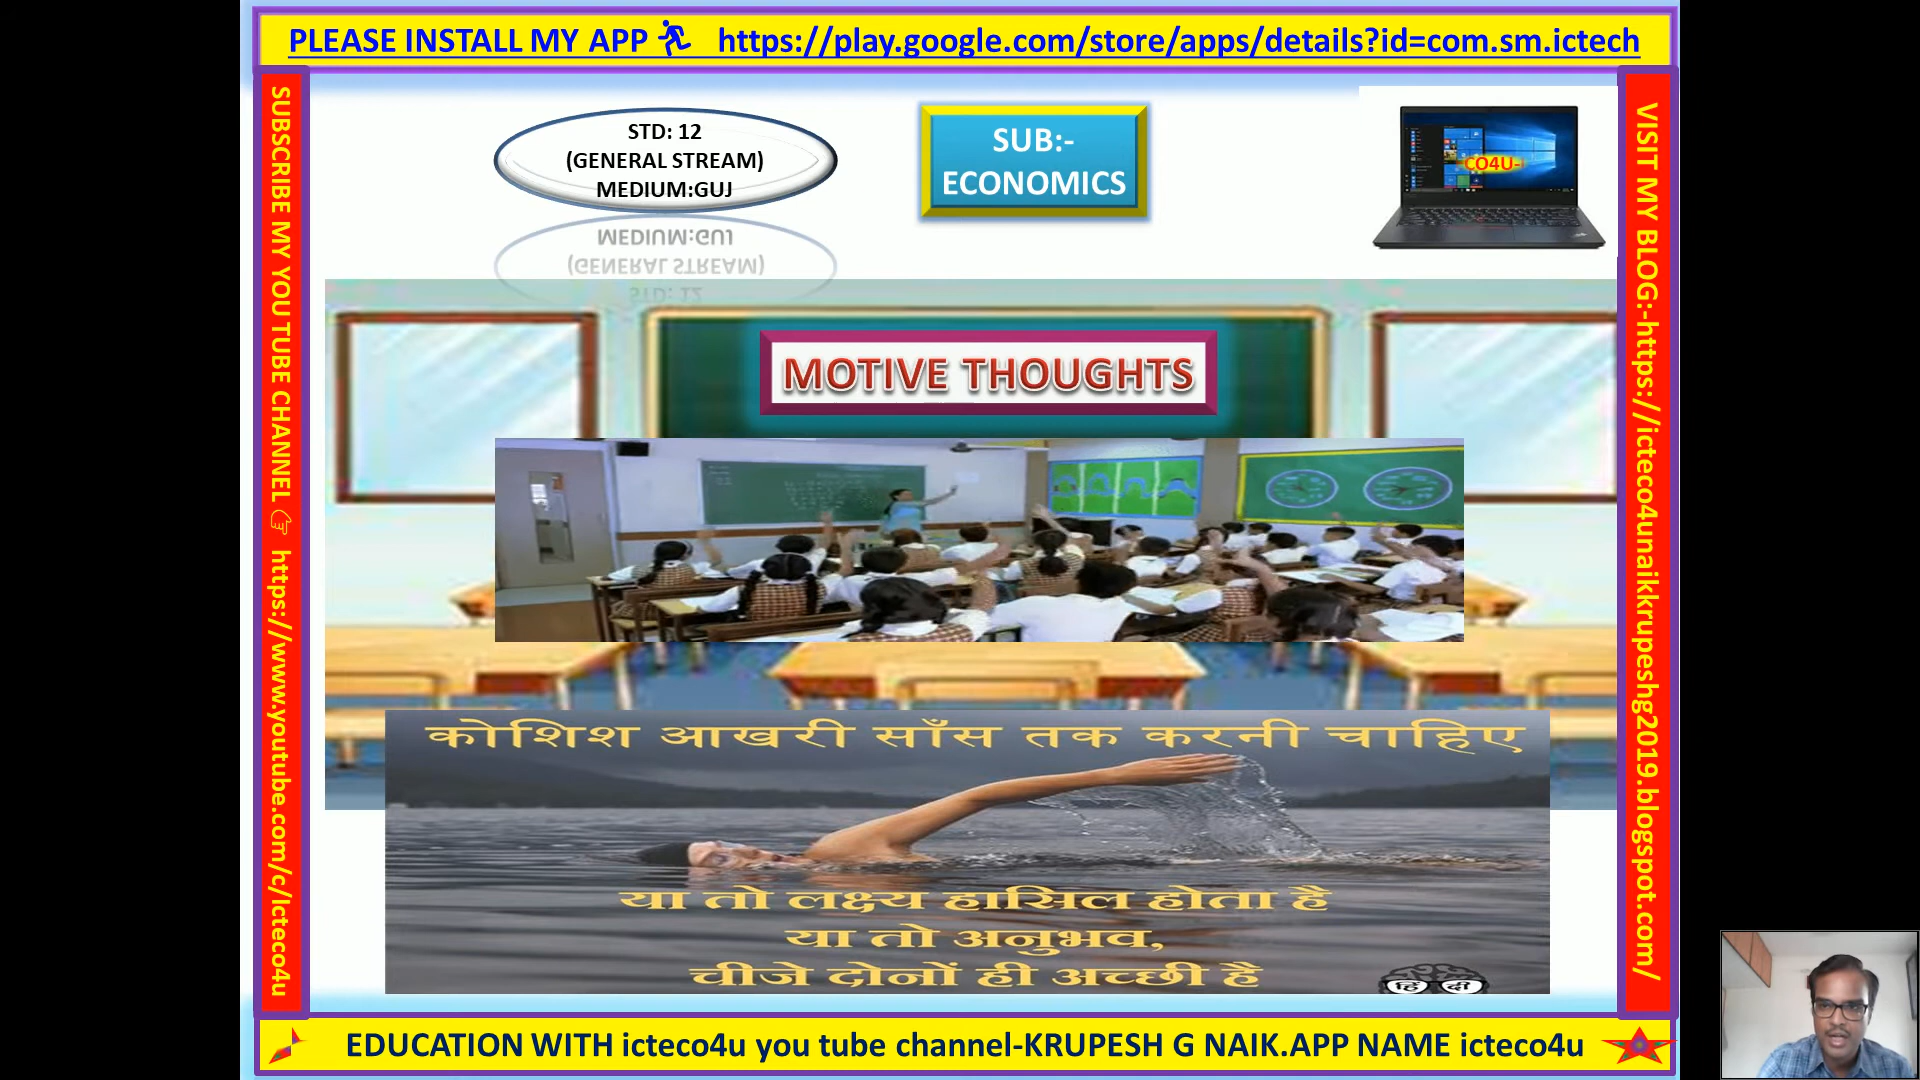 PLEASE INSTALL MY APP https://play.google.com/store/apps/details?id=com.sm.ictech
SUBSCRIBE MY YOU TUBE CHANNEL https://www.youtube.com/c/Icteco4u
STD: 12
(GENERAL STREAM)
MEDIUM:GUJ
SUB:-
ECONOMICS
CO4U-
VISIT MY BLOG:-https://icteco4unaikkrupeshg2019.blogspot.com/
MOTIVE THOUGHTS
कोशिश आखरी साँस तक करनी चाहिए
या तो लक्ष्य हासिल होता है
या तो अनुभव,
चीजे दोनों ही अच्छी है
हिं दी
EDUCATION WITH icteco4u you tube channel-KRUPESH G NAIK.APP NAME icteco4u